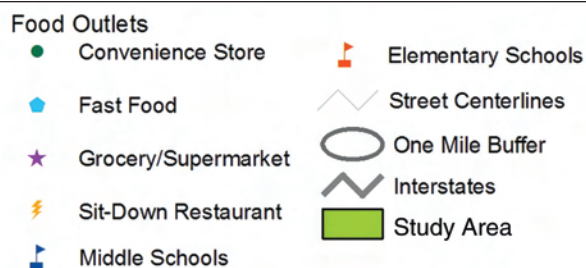 Food Outlets
Convenience Store
Fast Food
Grocery/Supermarket
Sit-Down Restaurant
Middle Schools
Elementary Schools
Street Centerlines
One Mile Buffer
Interstates
Study Area